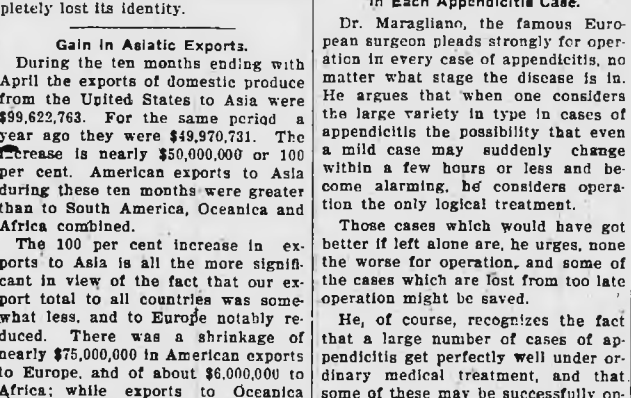 pletely lost its identity.
Gain in Asiatic Exports.
During the ten months ending with
April the exports of domestic produce
from the United States to Asia were
$99,622,763. For the same period a
year ago they were $49,970,731. The
increase is nearly $50,000,000 or 100
per cent. American exports to Asia
during these ten months were greater
than to South America, Oceanica and
Africa combined.
The 100 per cent increase in ex-
ports to Asia is all the more signifi-
cant in view of the fact that our ex-
port total to all countries was some-
what less, and to Europe notably re-
duced. There was a shrinkage of
nearly $75,000,000 in American exports
to Europe, and of about $6,000,000 to
Africa; while exports to Oceanica
in Each Appendicitis Case.
Dr. Maragliano, the famous Euro-
pean surgeon pleads strongly for oper-
ation in every case of appendicitis, no
matter what stage the disease is in.
He argues that when one considers
the large variety in type in cases of
appendicitis the possibility that even
a mild case may suddenly change
within a few hours or less and be-
come alarming, he considers opera-
tion the only logical treatment.
Those cases which would have got
better if left alone are, he urges, none
the worse for operation, and some of
the cases which are lost from too late
operation might be saved.
He, of course, recognizes the fact
that a large number of cases of ap-
pendicitis get perfectly well under or-
dinary medical treatment, and that
some of these may be successfully op-